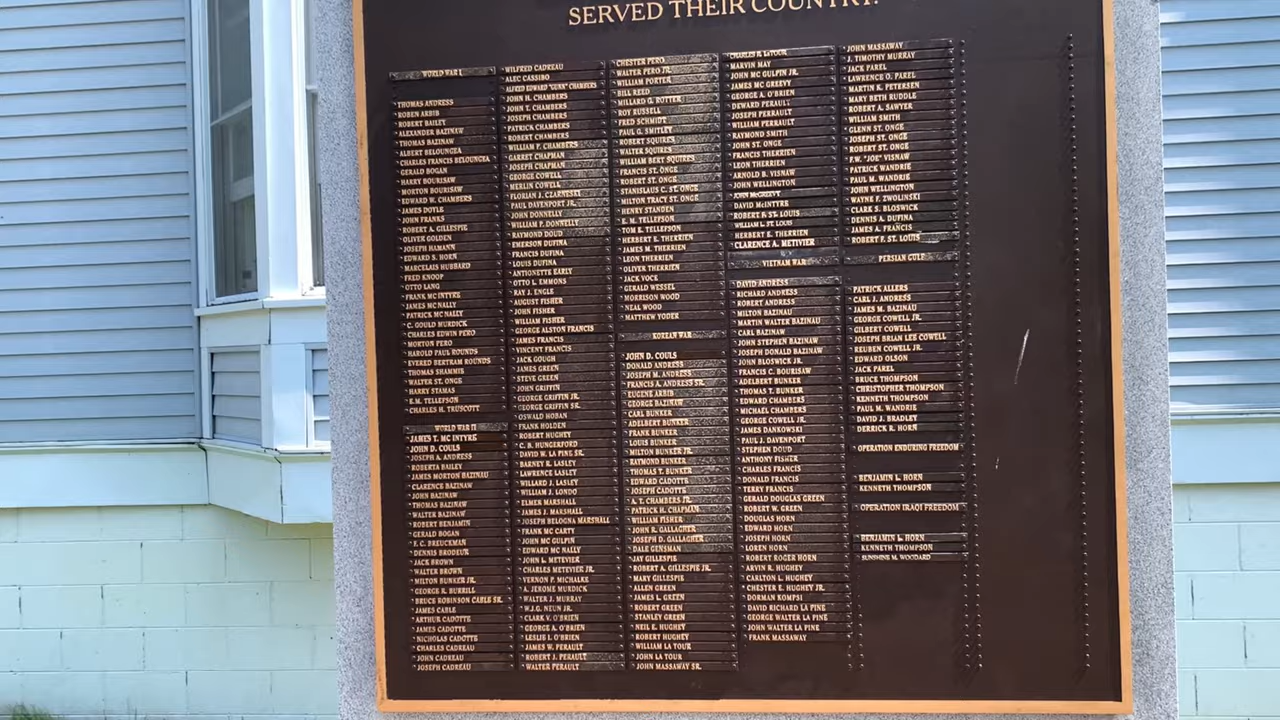 SERVED THEIR COUNTRY.
WORLD WAR I
THOMAS ANDRESS
ROBEN ARBIB
ROBERT BAILEY
ALEXANDER BAZINAW
THOMAS BAZINAW
ALBERT BELOUNGEA
CHARLES FRANCIS BELOUNGEA
GERALD BOGAN
HARRY BOURISAW
MORTON BOURISAW
EDWARD W. CHAMBERS
JAMES DOYLE
JOHN FRANKS
ROBERT A. GILLESPIE
OLIVER GOLDEN
JOSEPH HAMANN
EDWARD S. HORN
MARCELAIS HUBBARD
FRED KNOOP
OTTO LANG
FRANK MC INTYRE
JAMES MC NALLY
PATRICK MC NALLY
C. GOULD MURDICK
CHARLES EDWIN PERO
MORTON PERO
HAROLD PAUL ROUNDS
EVERED BERTRAM ROUNDS
THOMAS SHAMMIS
WALTER ST. ONGE
HARRY STAMAS
E.M. TELLEFSON
CHARLES H. TRUSCOTT
WORLD WAR II
JAMES T. MC INTYRE
JOHN D. COULS
JOSEPH A. ANDRESS
ROBERTA BAILEY
JAMES MORTON BAZINAU
CLARENCE BAZINAW
JOHN BAZINAW
THOMAS BAZINAW
WALTER BAZINAW
ROBERT BENJAMIN
GERALD BOGAN
F. C. BREUCKMAN
DENNIS BRODEUR
JACK BROWN
WALTER BROWN
MILTON BUNKER JR.
GEORGE R. BURRILL
BRUCE ROBINSON CABLE SR.
JAMES CABLE
ARTHUR CADOTTE
JAMES CADOTTE
NICHOLAS CADOTTE
CHARLES CADREAU
JOHN CADREAU
JOSEPH CADREAU
WILFRED CADREAU
ALEC CASSIBO
ALFRED EDWARD "GUNN" CHAMBERS
JOHN H. CHAMBERS
JOHN T. CHAMBERS
JOSEPH CHAMBERS
PATRICK CHAMBERS
ROBERT CHAMBERS
WILLIAM P. CHAMBERS
GARRET CHAPMAN
JOSEPH CHAPMAN
GEORGE COWELL
MERLIN COWELL
FLORIAN J. CZARNESKI
PAUL DAVENPORT JR.
JOHN DONNELLY
WILLIAM P. DONNELLY
RAYMOND DOUD
EMERSON DUFINA
FRANCIS DUFINA
LOUIS DUFINA
ANTIONETTE EARLY
OTTO L. EMMONS
RAY J. ENGLE
AUGUST FISHER
JOHN FISHER
WILLIAM FISHER
GEORGE ALSTON FRANCIS
JAMES FRANCIS
VINCENT FRANCIS
JACK GOUGH
JAMES GREEN
STEVE GREEN
JOHN GRIFFIN
GEORGE GRIFFIN JR.
GEORGE GRIFFIN SR.
OSWALD HOBAN
FRANK HOLDEN
ROBERT HUGHEY
C. B. HUNGERFORD
DAVID W. LA PINE SR.
BARNEY E. LASLEY
LAWRENCE LASLEY
WILLARD J. LASLEY
WILLIAM J. LONDO
ELMER MARSHALL
JAMES J. MARSHALL
JOSEPH BELOGNA MARSHALL
FRANK MC CARTY
JOHN MC GULPIN
EDWARD MC NALLY
JOHN L. METEVIER
CHARLES METEVIER JR.
VERNON P. MICHALKE
A. JEROME MURDICK
WALTER J. MURRAY
W.J.G. NEUN JR.
CLARK V. O'BRIEN
GEORGE A. O'BRIEN
LESLIE I. O'BRIEN
JAMES W. PERAULT
ROBERT J. PERAULT
WALTER PERAULT
CHESTER PERO
WALTER PERO JR.
WILLIAM PORTER
BILL REED
MILLARD G. ROTTER
ROY RUSSELL
FRED SCHMIDT
PAUL G. SMITLEY
ROBERT SQUIRES
WALTER SQUIRES
WILLIAM BERT SQUIRES
FRANCIS ST. ONGE
ROBERT ST. ONGE
STANISLAUS C. ST. ONGE
MILTON TRACY ST. ONGE
HENRY STANDEN
E. M. TELLEFSON
TOM E. TELLEFSON
HERBERT E. THERRIEN
JAMES M. THERRIEN
LEON THERRIEN
OLIVER THERRIEN
JACK VOCK
GERALD WESSEL
MORRISON WOOD
NEAL WOOD
MATTHEW YODER
KOREAN WAR
JOHN D. COULS
DONALD ANDRESS
JOSEPH M. ANDRESS
FRANCIS A. ANDRESS SR.
EUGENE ARBIB
GEORGE BAZINAW
CARL BUNKER
ADELBERT BUNKER
FRANK BUNKER
LOUIS BUNKER
MILTON BUNKER JR.
RAYMOND BUNKER
THOMAS T. BUNKER
EDWARD CADOTTE
JOSEPH CADOTTE
A. T. CHAMBERS JR.
PATRICK H. CHAPMAN
WILLIAM FISHER
JOHN R. GALLAGHER
JOSEPH D. GALLAGHER
DALE GENSMAN
JAY GILLESPIE
ROBERT A. GILLESPIE JR.
MARY GILLESPIE
ALLEN GREEN
JAMES L. GREEN
ROBERT GREEN
STANLEY GREEN
NEIL E. HUGHEY
ROBERT HUGHEY
WILLIAM LA TOUR
JOHN LA TOUR
JOHN MASSAWAY SR.
CHARLES R. LATOUR
MARVIN MAY
JOHN MC GULPIN JR.
JAMES MC GREEVY
GEORGE A. O'BRIEN
DEWARD PERAULT
JOSEPH PERAULT
WILLIAM PERRAULT
RAYMOND SMITH
JOHN ST. ONGE
FRANCIS THERRIEN
LEON THERRIEN
ARNOLD B. VISNAW
JOHN WELLINGTON
JOHN McGREEVY
DAVID McINTYRE
ROBERT F. ST. LOUIS
WILLIAM L. ST. LOUIS
HERBERT E. THERRIEN
CLARENCE A. METIVIER
VIETNAM WAR
DAVID ANDRESS
RICHARD ANDRESS
ROBERT ANDRESS
MILTON BAZINAU
MARTIN WALTER BAZINAU
CARL BAZINAW
JOHN STEPHEN BAZINAW
JOSEPH DONALD BAZINAW
JOHN BLOSWICK JR.
FRANCIS C. BOURISAW
ADELBERT BUNKER
THOMAS T. BUNKER
EDWARD CHAMBERS
MICHAEL CHAMBERS
GEORGE COWELL JR.
JAMES DANKOWSKI
PAUL J. DAVENPORT
STEPHEN DOUD
ANTHONY FISHER
CHARLES FRANCIS
DONALD FRANCIS
TERRY FRANCIS
GERALD DOUGLAS GREEN
ROBERT W. GREEN
DOUGLAS HORN
EDWARD HORN
JOSEPH HORN
LOREN HORN
ROBERT ROGER HORN
ARVIN R. HUGHEY
CARLTON L. HUGHEY
CHESTER E. HUGHEY JR.
DORMAN KOMPSI
DAVID RICHARD LA PINE
GEORGE WALTER LA PINE
JOHN WALTER LA PINE
FRANK MASSAWAY
JOHN MASSAWAY
J. TIMOTHY MURRAY
JACK PAREL
LAWRENCE O. PAREL
MARTIN K. PETERSEN
MARY BETH RUDDLE
ROBERT A. SAWYER
WILLIAM SMITH
GLENN ST. ONGE
JOSEPH ST. ONGE
ROBERT ST. ONGE
F.W. "JOE" VISNAW
PATRICK WANDRIE
PAUL M. WANDRIE
JOHN WELLINGTON
WAYNE F. ZWOLINSKI
CLARK S. BLOSWICK
DENNIS A. DUFINA
JAMES A. FRANCIS
ROBERT F. ST. LOUIS
PERSIAN GULF
PATRICK ALLERS
CARL J. ANDRESS
JAMES M. BAZINAU
GEORGE COWELL JR.
GILBERT COWELL
JOSEPH BRIAN LEE COWELL
REUBEN COWELL JR.
EDWARD OLSON
JACK PAREL
BRUCE THOMPSON
CHRISTOPHER THOMPSON
KENNETH THOMPSON
PAUL M. WANDRIE
DAVID J. BRADLEY
DERRICK R. HORN
OPERATION ENDURING FREEDOM
BENJAMIN L. HORN
KENNETH THOMPSON
OPERATION IRAQI FREEDOM
BENJAMIN L. HORN
KENNETH THOMPSON
SUNSHINE M. WOODARD